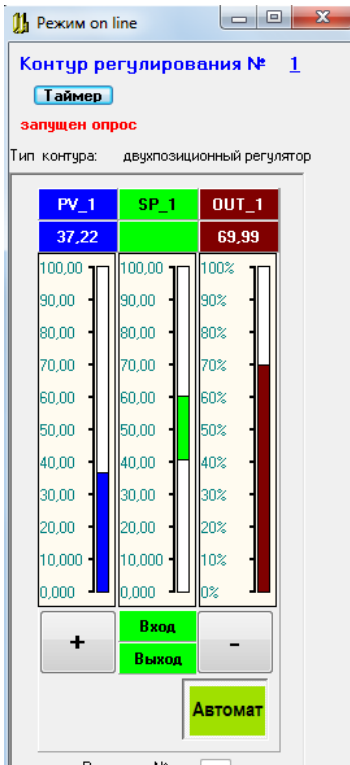 Режим on line
Контур регулирования № 1
Таймер
запущен опрос
Тип контура: двухпозиционный регулятор
PV_1 SP_1 OUT_1
37,22 69,99
100,00 100,00 100%
90,00 90,00 90%
80,00 80,00 80%
70,00 70,00 70%
60,00 60,00 60%
50,00 50,00 50%
40,00 40,00 40%
30,00 30,00 30%
20,00 20,00 20%
10,000 10,000 10%
0,000 0,000 0%
+ Вход -
Выход
Автомат